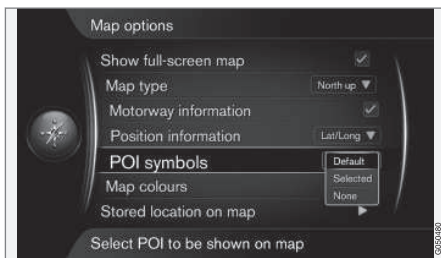 Map options
Show full-screen map
Map type North up
Motorway information
Position information Lat/Long
POI symbols Default
Selected
Map colours
None
Stored location on map
Select POI to be shown on map
G050480